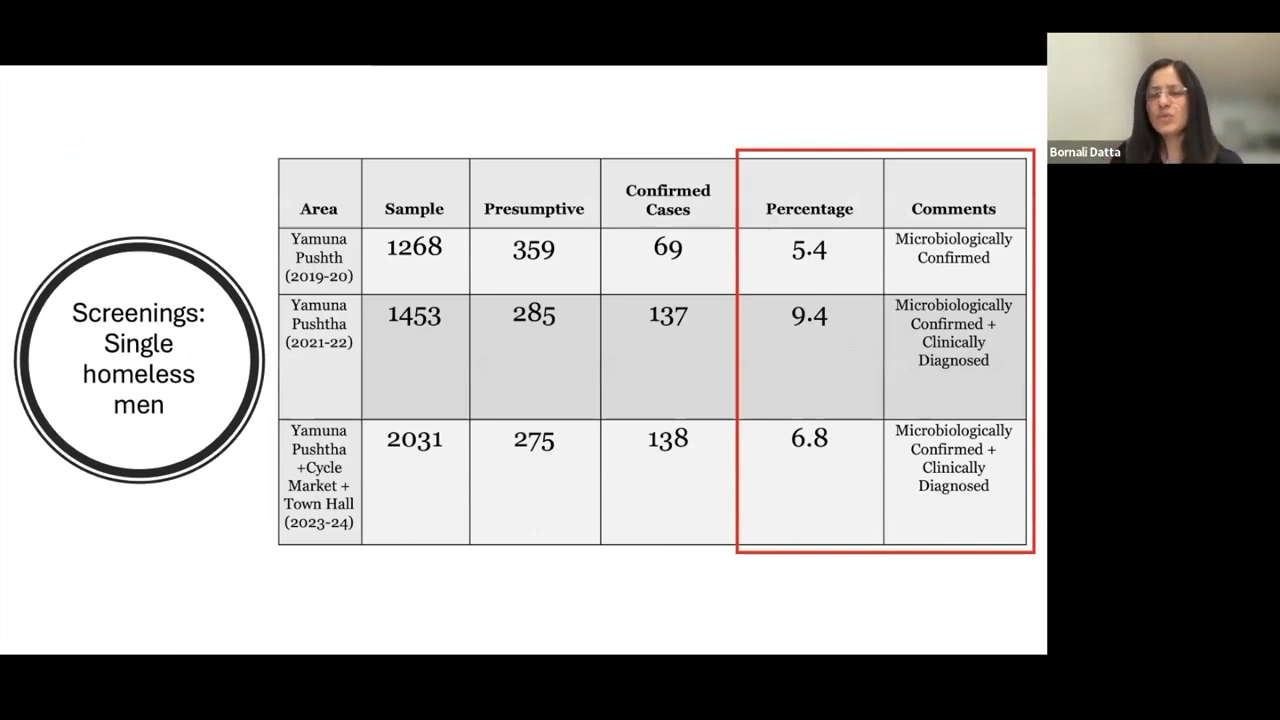 Bornali Datta
Screenings:
Single
homeless
men
Area
Sample
Presumptive
Confirmed
Cases
Percentage
Comments
Yamuna
Pushth
(2019-20)
1268
359
69
5.4
Microbiologically
Confirmed
Yamuna
Pushtha
(2021-22)
1453
285
137
9.4
Microbiologically
Confirmed +
Clinically
Diagnosed
Yamuna
Pushtha
+Cycle
Market +
Town Hall
(2023-24)
2031
275
138
6.8
Microbiologically
Confirmed +
Clinically
Diagnosed